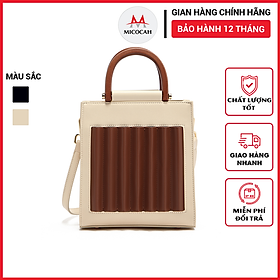 MICOCAH
GIAN HÀNG CHÍNH HÃNG
BẢO HÀNH 12 THÁNG
MÀU SẮC
CHẤT LƯỢNG
TỐT
GIAO HÀNG
NHANH
MIỄN PHÍ
ĐỔI TRẢ